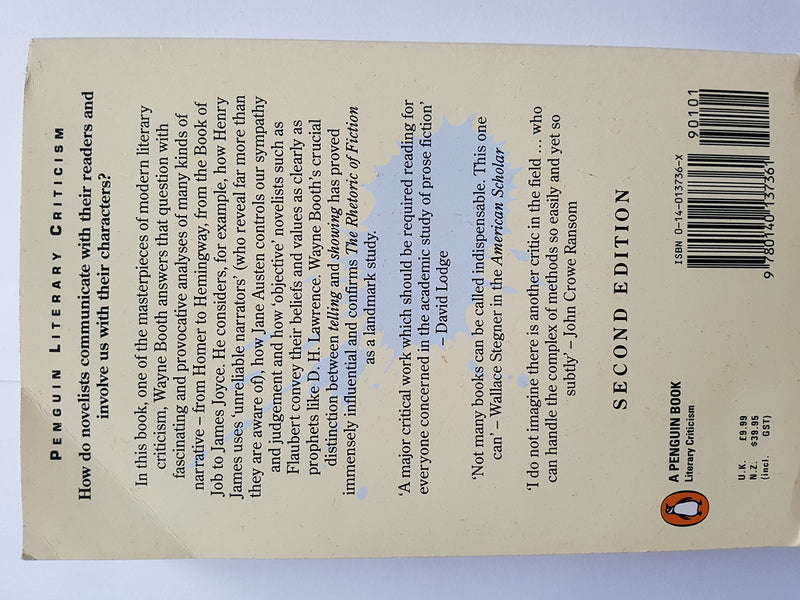 PENGUIN LITERARY CRITICISM
How do novelists communicate with their readers and
involve us with their characters?
In this book, one of the masterpieces of modern literary
criticism, Wayne Booth answers that question with
fascinating and provocative analyses of many kinds of
narrative – from Homer to Hemingway, from the Book of
Job to James Joyce. He considers, for example, how Henry
James uses 'unreliable narrators' (who reveal far more than
they are aware of), how Jane Austen controls our sympathy
and judgement and how 'objective' novelists such as
Flaubert convey their beliefs and values as clearly as
prophets like D. H. Lawrence. Wayne Booth's crucial
distinction between telling and showing has proved
immensely influential and confirms The Rhetoric of Fiction
as a landmark study.
'A major critical work which should be required reading for
everyone concerned in the academic study of prose fiction'
– David Lodge
'Not many books can be called indispensable. This one
can' – Wallace Stegner in the American Scholar
'I do not imagine there is another critic in the field ... who
can handle the complex of methods so easily and yet so
subtly' – John Crowe Ransom
SECOND EDITION
A PENGUIN BOOK
Literary Criticism
U.K. £9.99
N.Z. $39.95
(incl. GST)
ISBN 0-14-013736-X
90101
9 780140 137361